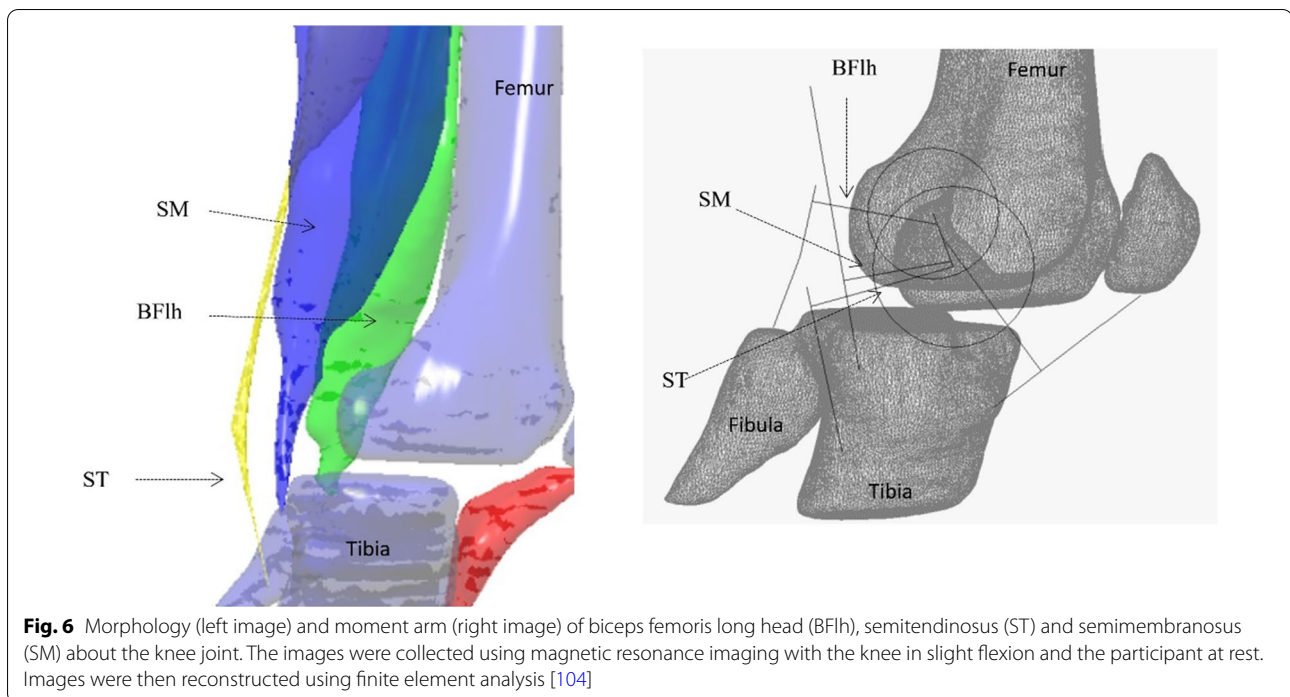 Femur
SM
BFlh
ST
Tibia
BFlh
Femur
SM
ST
Fibula
Tibia
Fig. 6 Morphology (left image) and moment arm (right image) of biceps femoris long head (BFlh), semitendinosus (ST) and semimembranosus
(SM) about the knee joint. The images were collected using magnetic resonance imaging with the knee in slight flexion and the participant at rest.
Images were then reconstructed using finite element analysis [104]